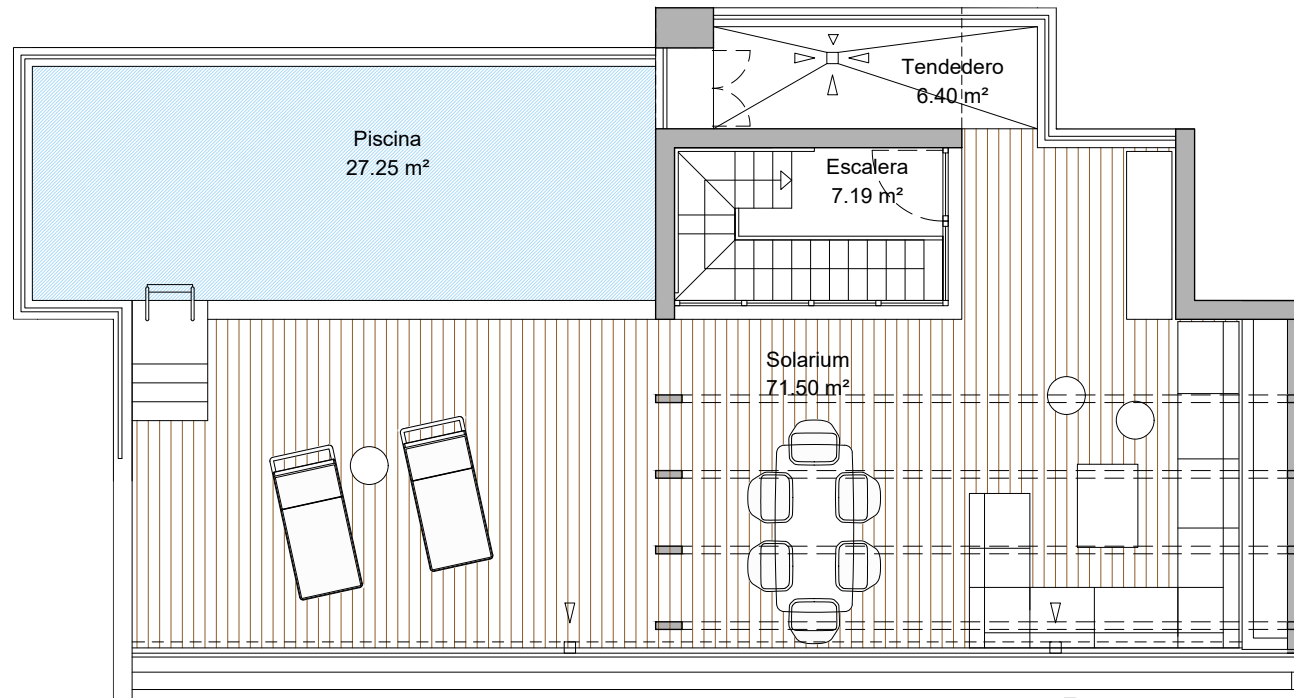 Tendedero
6.40 m²
Piscina
27.25 m²
Escalera
7.19 m²
Solarium
71.50 m²